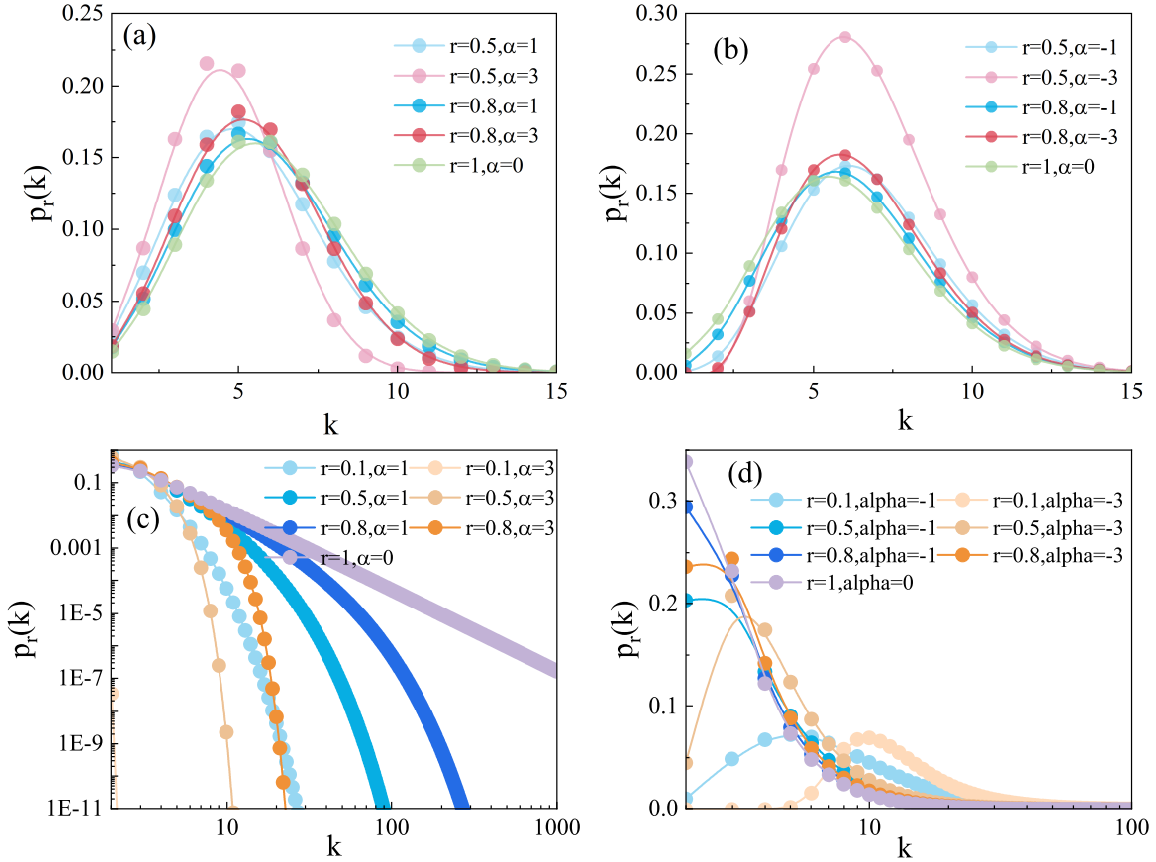 (a)
r=0.5,α=1
r=0.5,α=3
r=0.8,α=1
r=0.8,α=3
r=1,α=0
0.25
0.20
0.15
0.10
0.05
0.00
5
10
15
p_r(k)
k
(b)
r=0.5,α=-1
r=0.5,α=-3
r=0.8,α=-1
r=0.8,α=-3
r=1,α=0
0.30
0.25
0.20
0.15
0.10
0.05
0.00
5
10
15
p_r(k)
k
(c)
r=0.1,α=1 r=0.1,α=3
r=0.5,α=1 r=0.5,α=3
r=0.8,α=1 r=0.8,α=3
r=1,α=0
0.1
0.001
1E-5
1E-7
1E-9
1E-11
10
100
1000
p_r(k)
k
(d)
r=0.1,alpha=-1 r=0.1,alpha=-3
r=0.5,alpha=-1 r=0.5,alpha=-3
r=0.8,alpha=-1 r=0.8,alpha=-3
r=1,alpha=0
0.3
0.2
0.1
0.0
10
100
p_r(k)
k